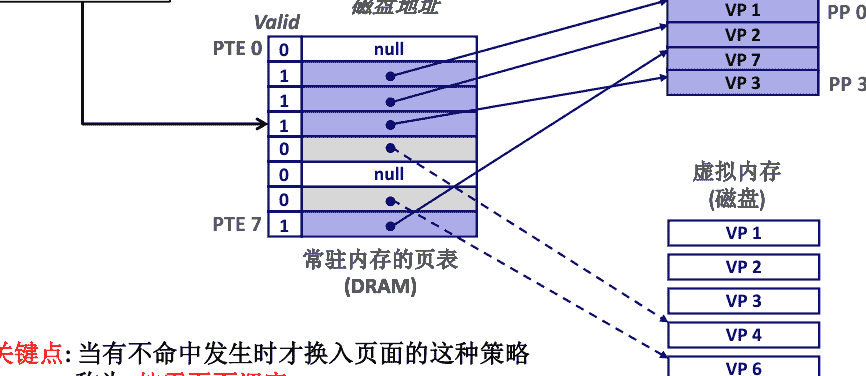 磁盘地址
Valid
PTE 0
0
null
1
1
1
0
0
null
0
PTE 7
1
常驻内存的页表
(DRAM)
VP 1
PP 0
VP 2
VP 7
VP 3
PP 3
虚拟内存
(磁盘)
VP 1
VP 2
VP 3
VP 4
VP 6
关键点: 当有不命中发生时才换入页面的这种策略